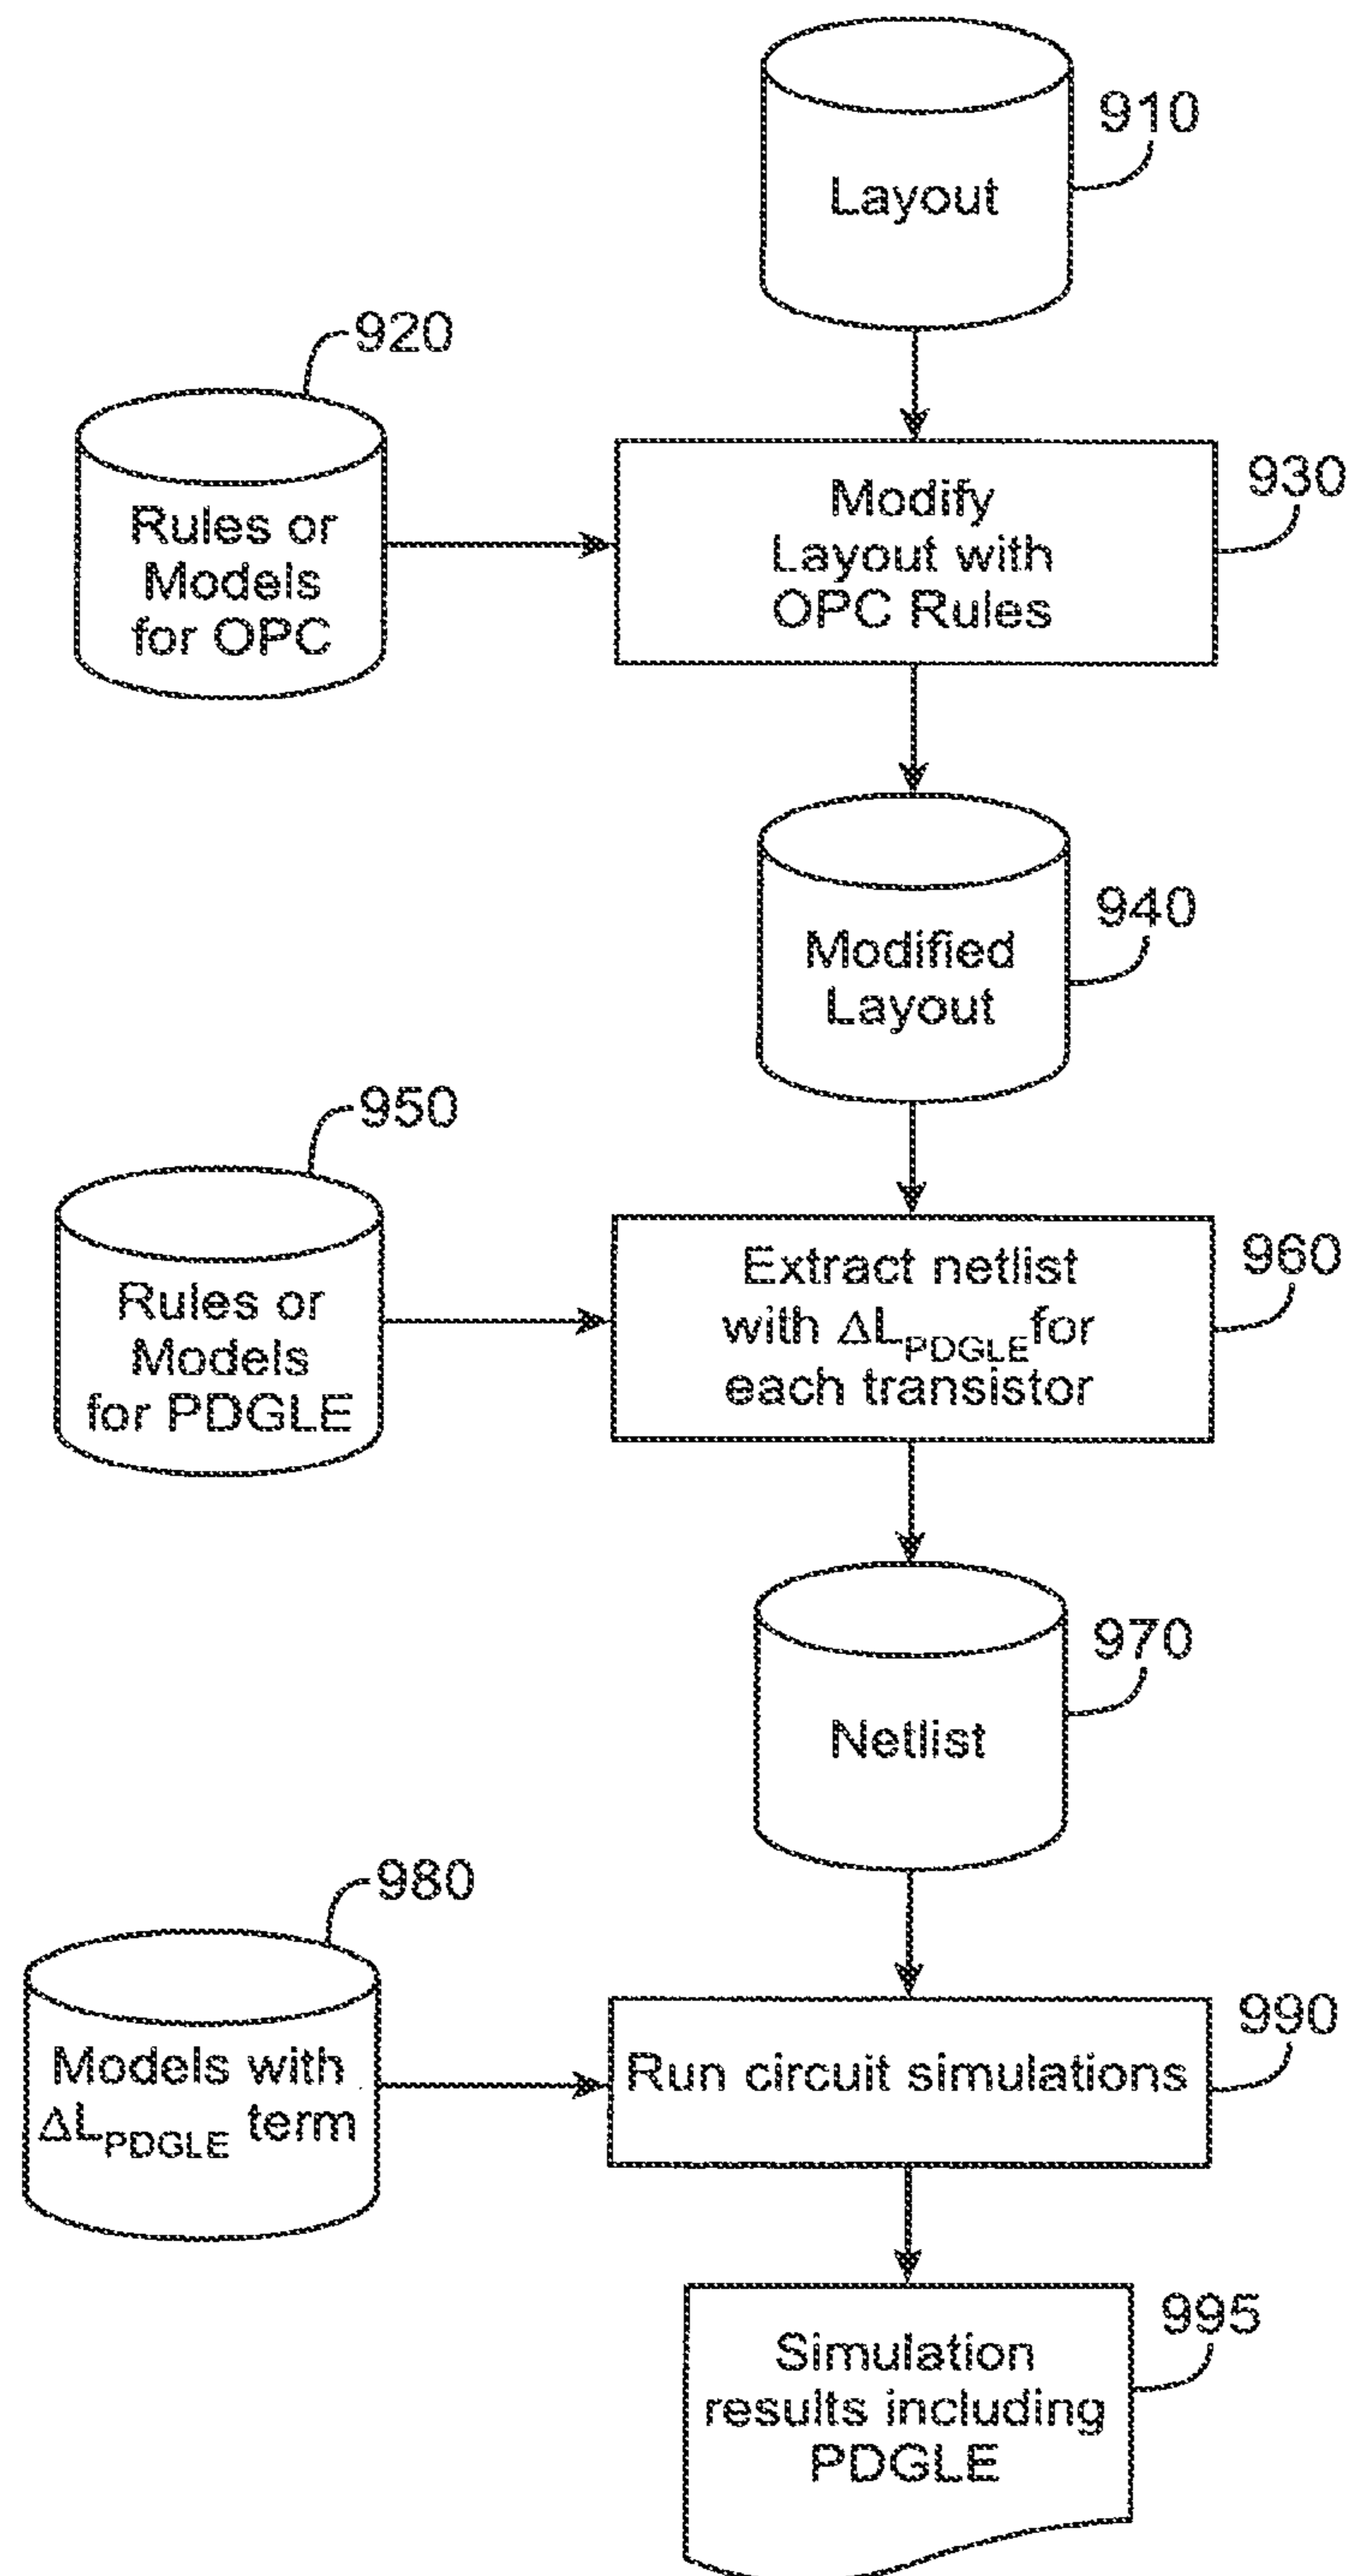 910
Layout
920
Rules or
Models
for OPC
930
Modify
Layout with
OPC Rules
940
Modified
Layout
950
Rules or
Models
for PDGLE
960
Extract netlist
with ΔLPDGLE for
each transistor
970
Netlist
980
Models with
ΔLPDGLE term
990
Run circuit simulations
995
Simulation
results including
PDGLE